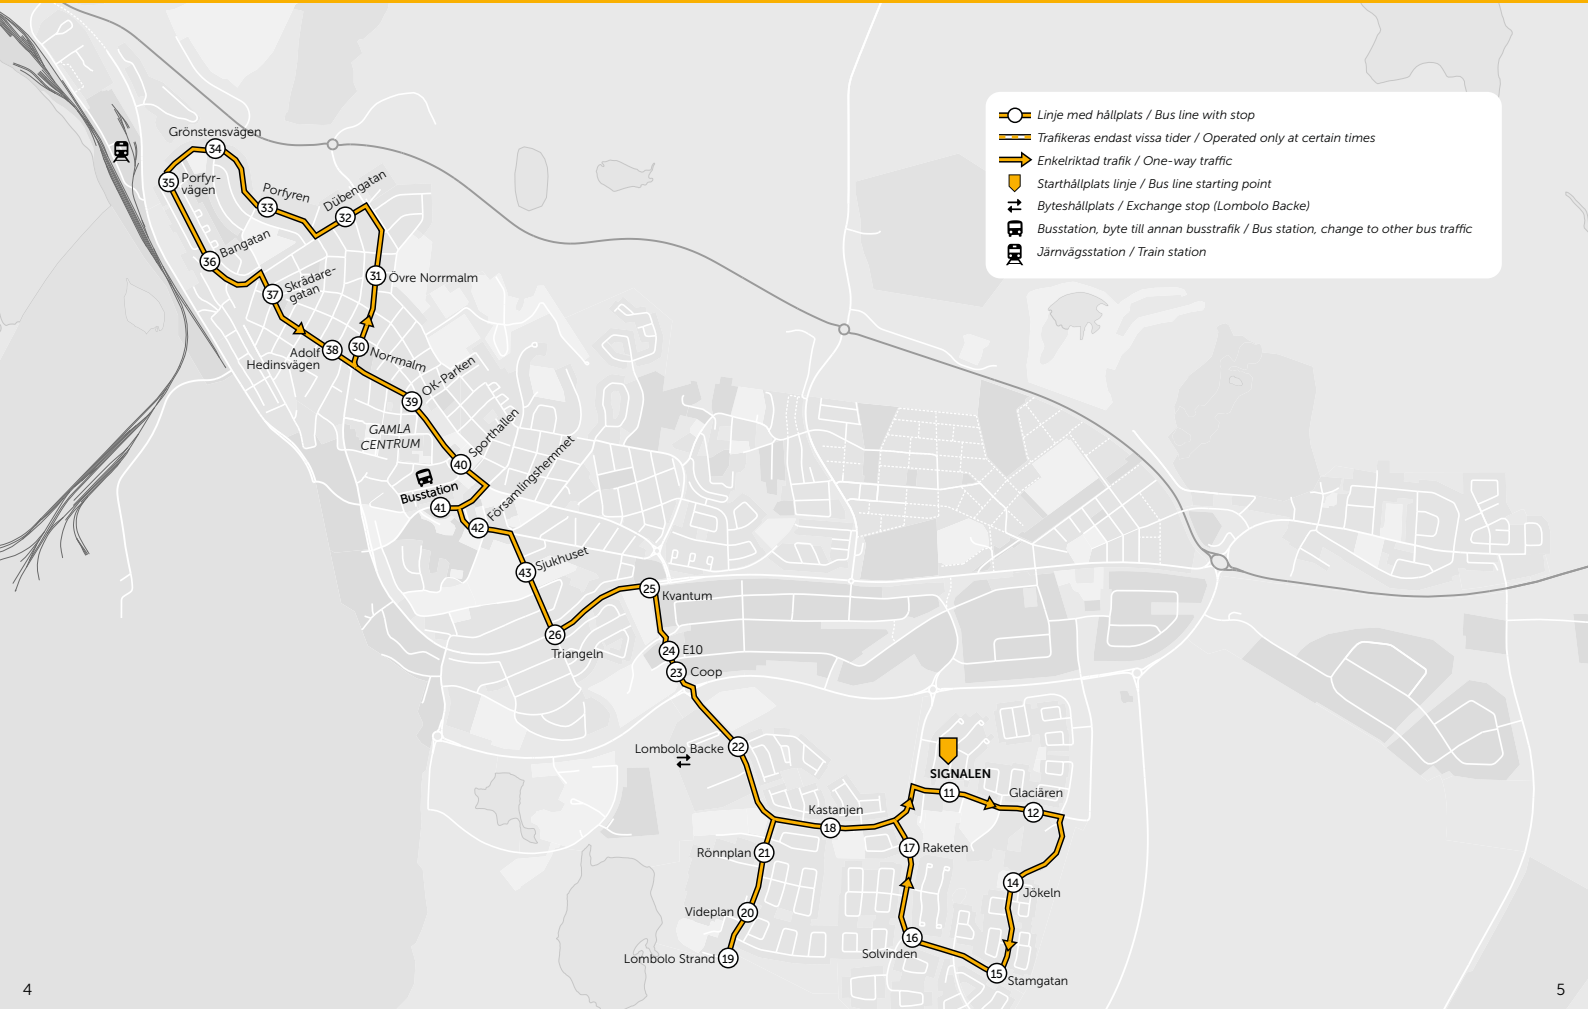 Linje med hållplats / Bus line with stop
Trafikeras endast vissa tider / Operated only at certain times
Enkelriktad trafik / One-way traffic
Starthållplats linje / Bus line starting point
Byteshållplats / Exchange stop (Lombolo Backe)
Busstation, byte till annan busstrafik / Bus station, change to other bus traffic
Järnvägsstation / Train station
Grönstensvägen
34
35
Porfyr-
vägen
Porfyren
33
Dübengatan
32
36
Bangatan
37
Skrädare-
gatan
31
Övre Norrmalm
Adolf
Hedinsvägen
38
30
Norrmalm
39
OK-Parken
GAMLA
CENTRUM
40
Sporthallen
Busstation
41
42
Församlingshemmet
43
Sjukhuset
26
Triangeln
25
Kvantum
24
E10
23
Coop
Lombolo Backe
22
SIGNALEN
11
Glaciären
12
Kastanjen
18
17
Raketen
Rönnplan
21
14
Jökeln
Videplan
20
16
Solvinden
Lombolo Strand
19
15
Stamgatan
4
5